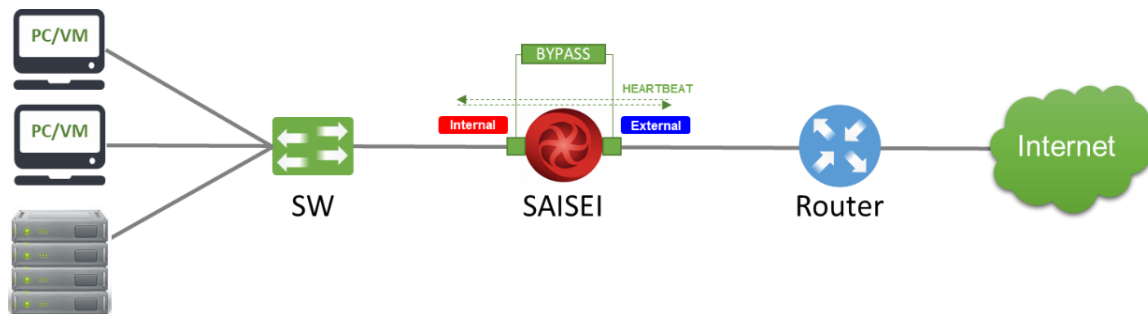 PC/VM
PC/VM
BYPASS
HEARTBEAT
Internal
External
SW
SAISEI
Router
Internet